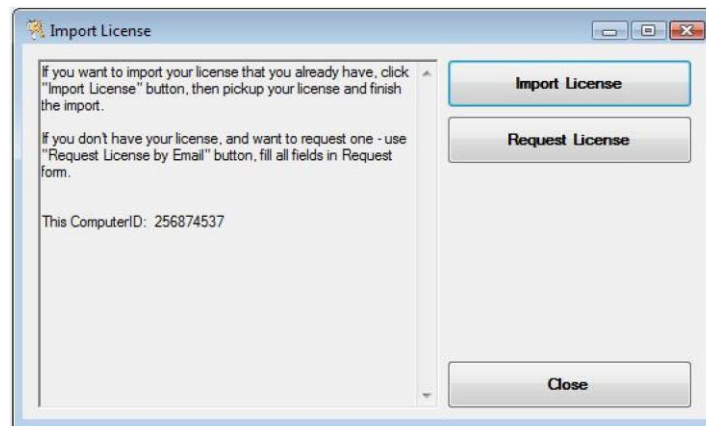 Import License
If you want to import your license that you already have, click
"Import License" button, then pickup your license and finish
the import.
If you don't have your license, and want to request one - use
"Request License by Email" button, fill all fields in Request
form.
This ComputerID:  256874537
Import License
Request License
Close